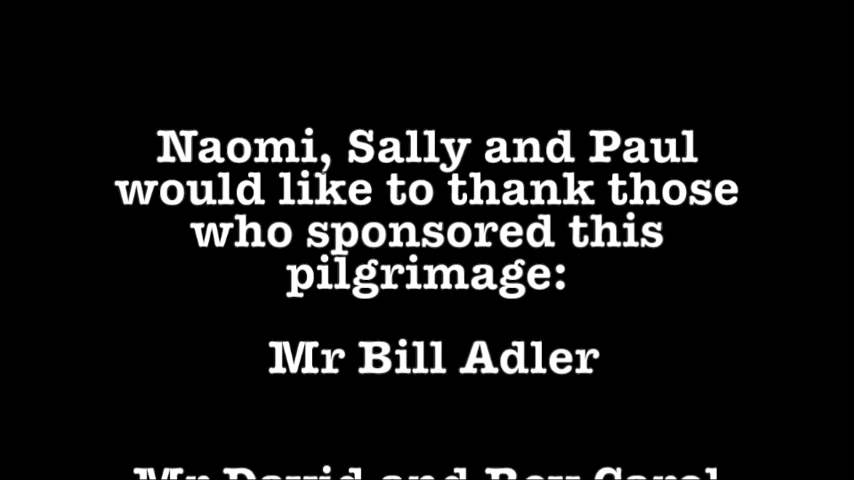 Naomi, Sally and Paul
would like to thank those
who sponsored this
pilgrimage:
Mr Bill Adler
Mr David and Rev Carol